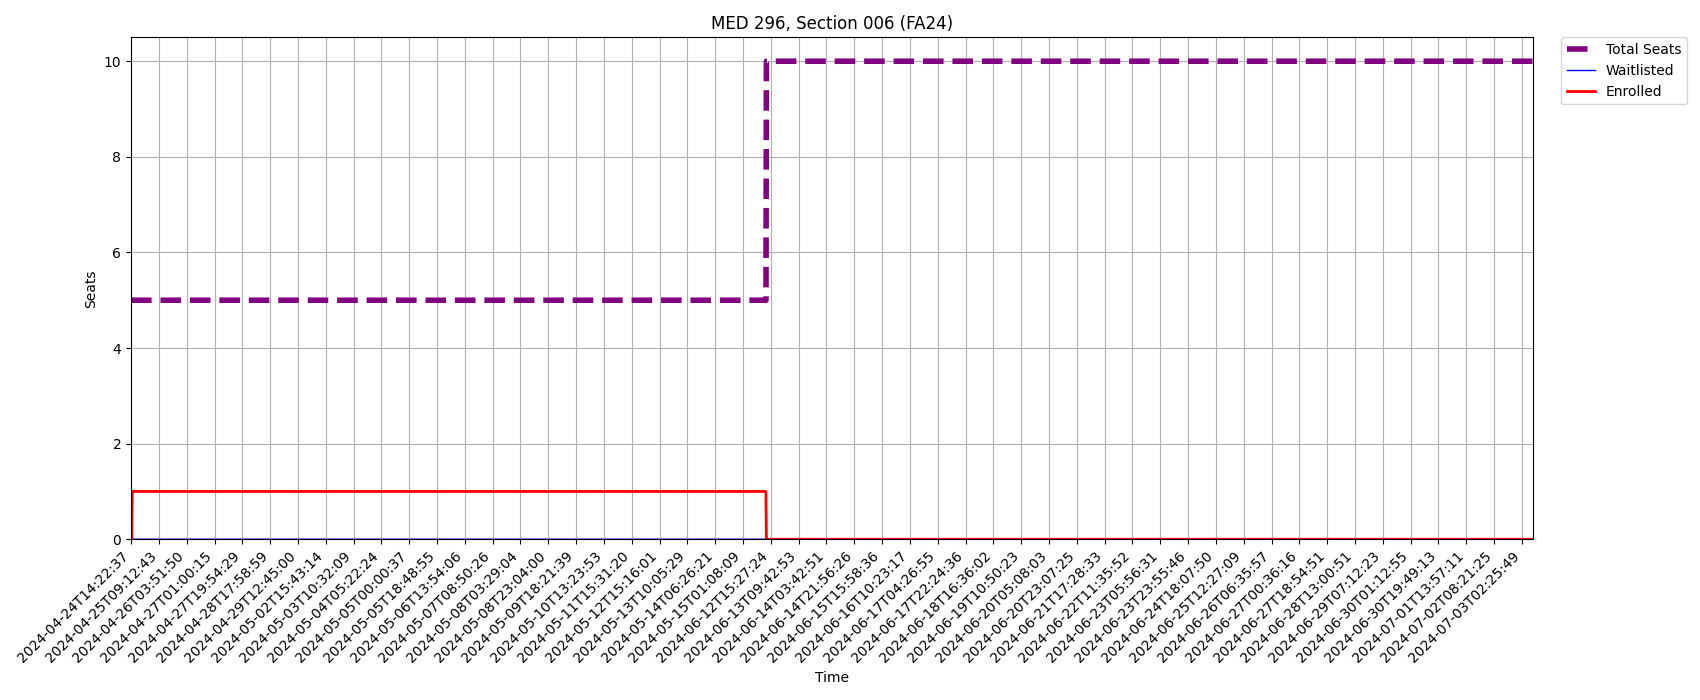 MED 296, Section 006 (FA24)
Total Seats
Waitlisted
Enrolled
Seats
10
8
6
4
2
0
2024-04-24T14:22:37
2024-04-25T09:12:43
2024-04-26T03:51:50
2024-04-27T01:00:15
2024-04-27T19:54:29
2024-04-28T17:58:59
2024-04-29T12:45:00
2024-05-02T15:43:14
2024-05-03T10:32:09
2024-05-04T05:22:24
2024-05-05T00:00:37
2024-05-05T18:48:55
2024-05-06T13:54:06
2024-05-07T08:50:26
2024-05-08T03:29:04
2024-05-08T23:04:00
2024-05-09T18:21:39
2024-05-10T13:23:53
2024-05-11T15:31:20
2024-05-12T15:16:01
2024-05-13T10:05:29
2024-05-14T06:26:21
2024-05-15T01:08:09
2024-06-12T15:27:24
2024-06-13T09:42:53
2024-06-14T03:42:51
2024-06-14T21:56:26
2024-06-15T15:58:36
2024-06-16T10:23:17
2024-06-17T04:26:55
2024-06-17T22:24:36
2024-06-18T16:36:02
2024-06-19T10:50:23
2024-06-20T05:08:03
2024-06-20T23:07:25
2024-06-21T17:28:33
2024-06-22T11:35:52
2024-06-23T05:56:31
2024-06-23T23:55:46
2024-06-24T18:07:50
2024-06-25T12:27:09
2024-06-26T06:35:57
2024-06-27T00:36:16
2024-06-27T18:54:51
2024-06-28T13:00:51
2024-06-29T07:12:23
2024-06-30T01:12:55
2024-06-30T19:49:13
2024-07-01T13:57:11
2024-07-02T08:21:25
2024-07-03T02:25:49
Time